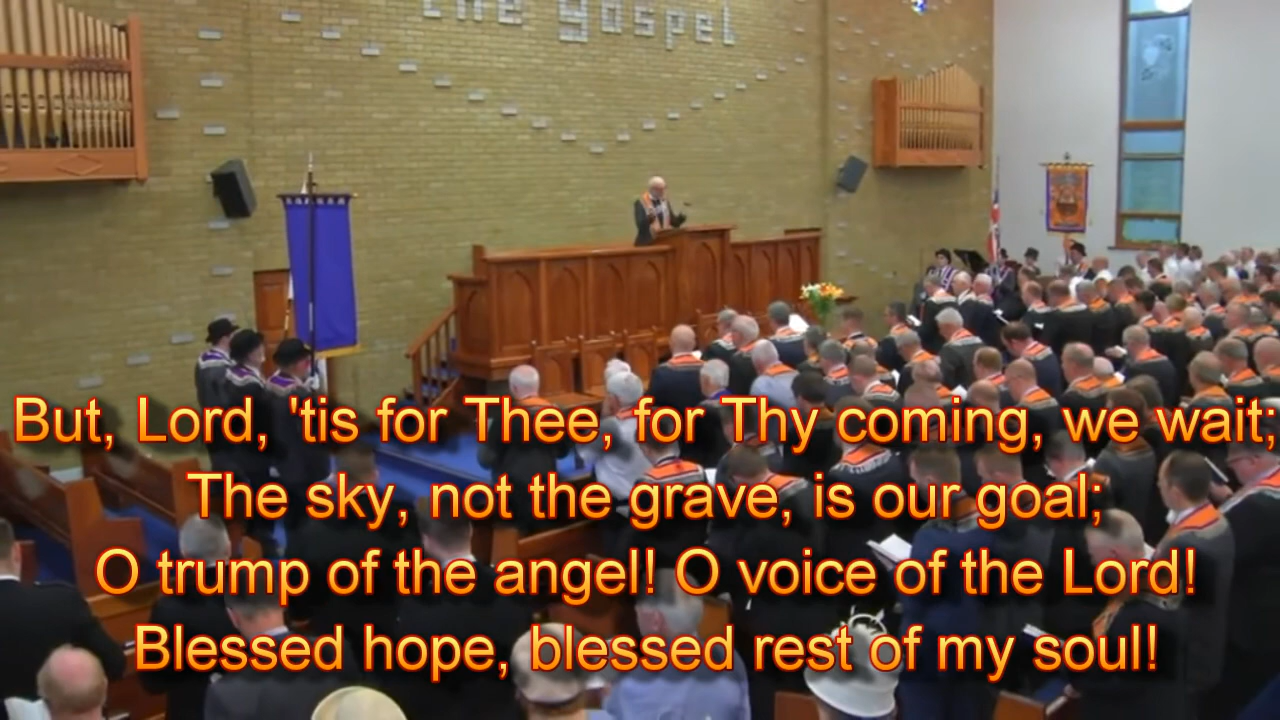 the gospel
But, Lord, 'tis for Thee, for Thy coming, we wait;
The sky, not the grave, is our goal;
O trump of the angel! O voice of the Lord!
Blessed hope, blessed rest of my soul!